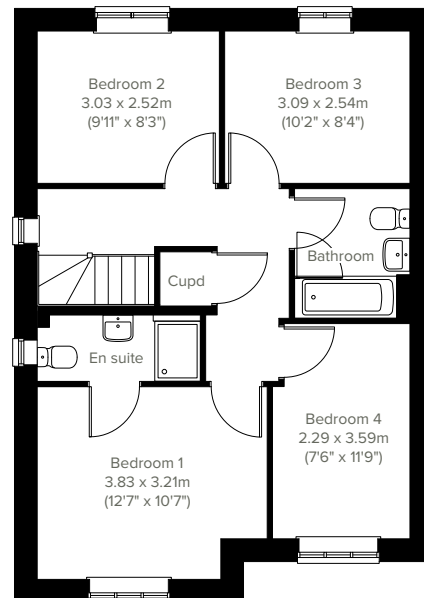 Bedroom 2
3.03 x 2.52m
(9'11" x 8'3")
Bedroom 3
3.09 x 2.54m
(10'2" x 8'4")
Bathroom
Cupd
En suite
Bedroom 4
2.29 x 3.59m
(7'6" x 11'9")
Bedroom 1
3.83 x 3.21m
(12'7" x 10'7")